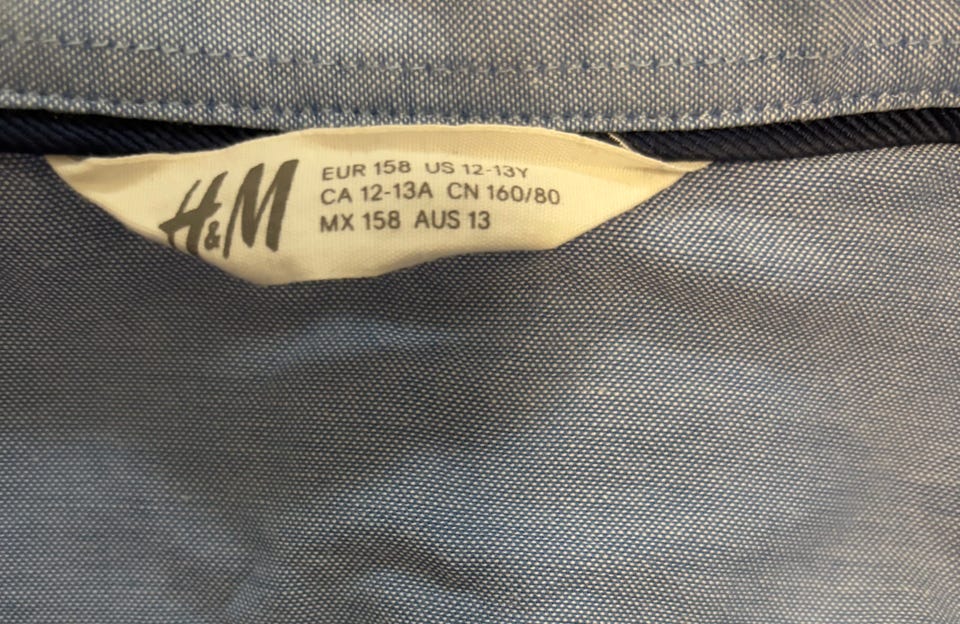 H&M
EUR 158 US 12-13Y
CA 12-13A CN 160/80
MX 158 AUS 13